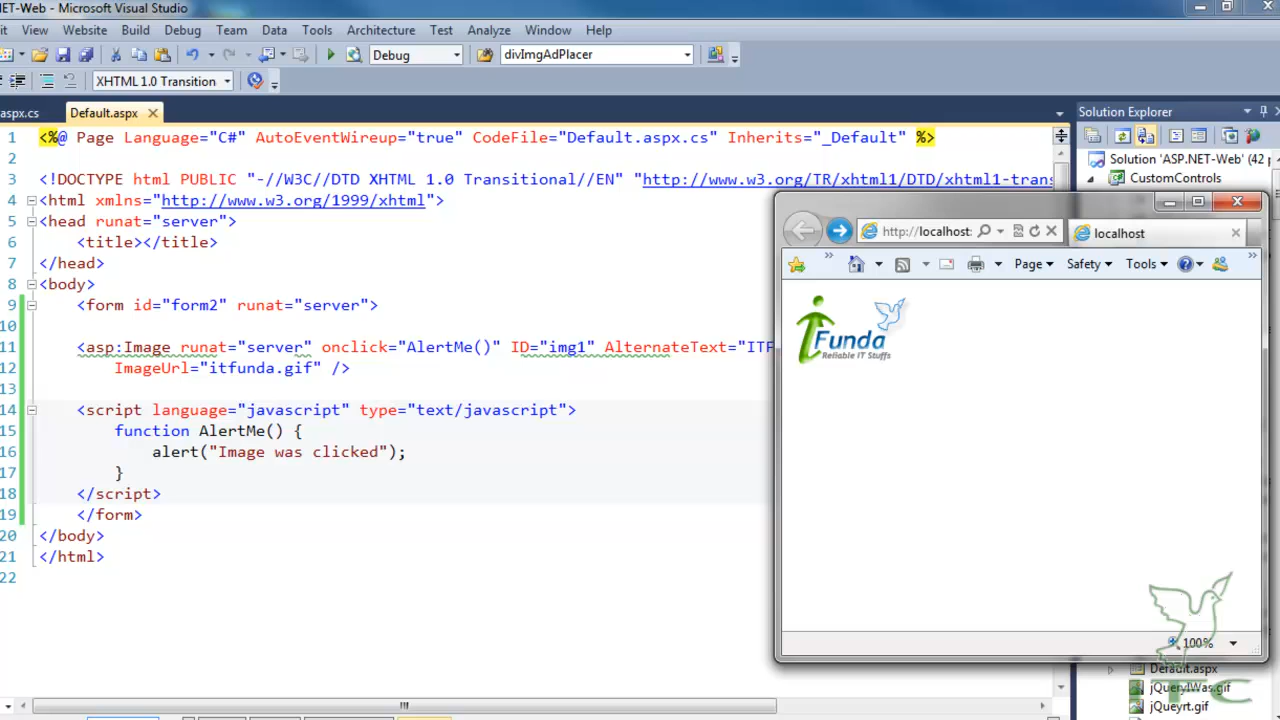 NET-Web - Microsoft Visual Studio
it View Website Build Debug Team Data Tools Architecture Test Analyze Window Help
Debug divImgAdPlacer
XHTML 1.0 Transition
aspx.cs Default.aspx
Solution Explorer
1 <%@ Page Language="C#" AutoEventWireup="true" CodeFile="Default.aspx.cs" Inherits="_Default" %>
2
3 <!DOCTYPE html PUBLIC "-//W3C//DTD XHTML 1.0 Transitional//EN" "http://www.w3.org/TR/xhtml1/DTD/xhtml1-trans
4 <html xmlns="http://www.w3.org/1999/xhtml">
5 <head runat="server">
6 <title></title>
7 </head>
8 <body>
9 <form id="form2" runat="server">
10
11 <asp:Image runat="server" onclick="AlertMe()" ID="img1" AlternateText="ITF
12 ImageUrl="itfunda.gif" />
13
14 <script language="javascript" type="text/javascript">
15 function AlertMe() {
16 alert("Image was clicked");
17 }
18 </script>
19 </form>
20 </body>
21 </html>
22
Solution 'ASP.NET-Web' (42 p
CustomControls
http://localhost: localhost
Page Safety Tools
iFunda
Reliable IT Stuffs
100%
Default.aspx
jQueryIWas.gif
jQueryrt.gif
ITC